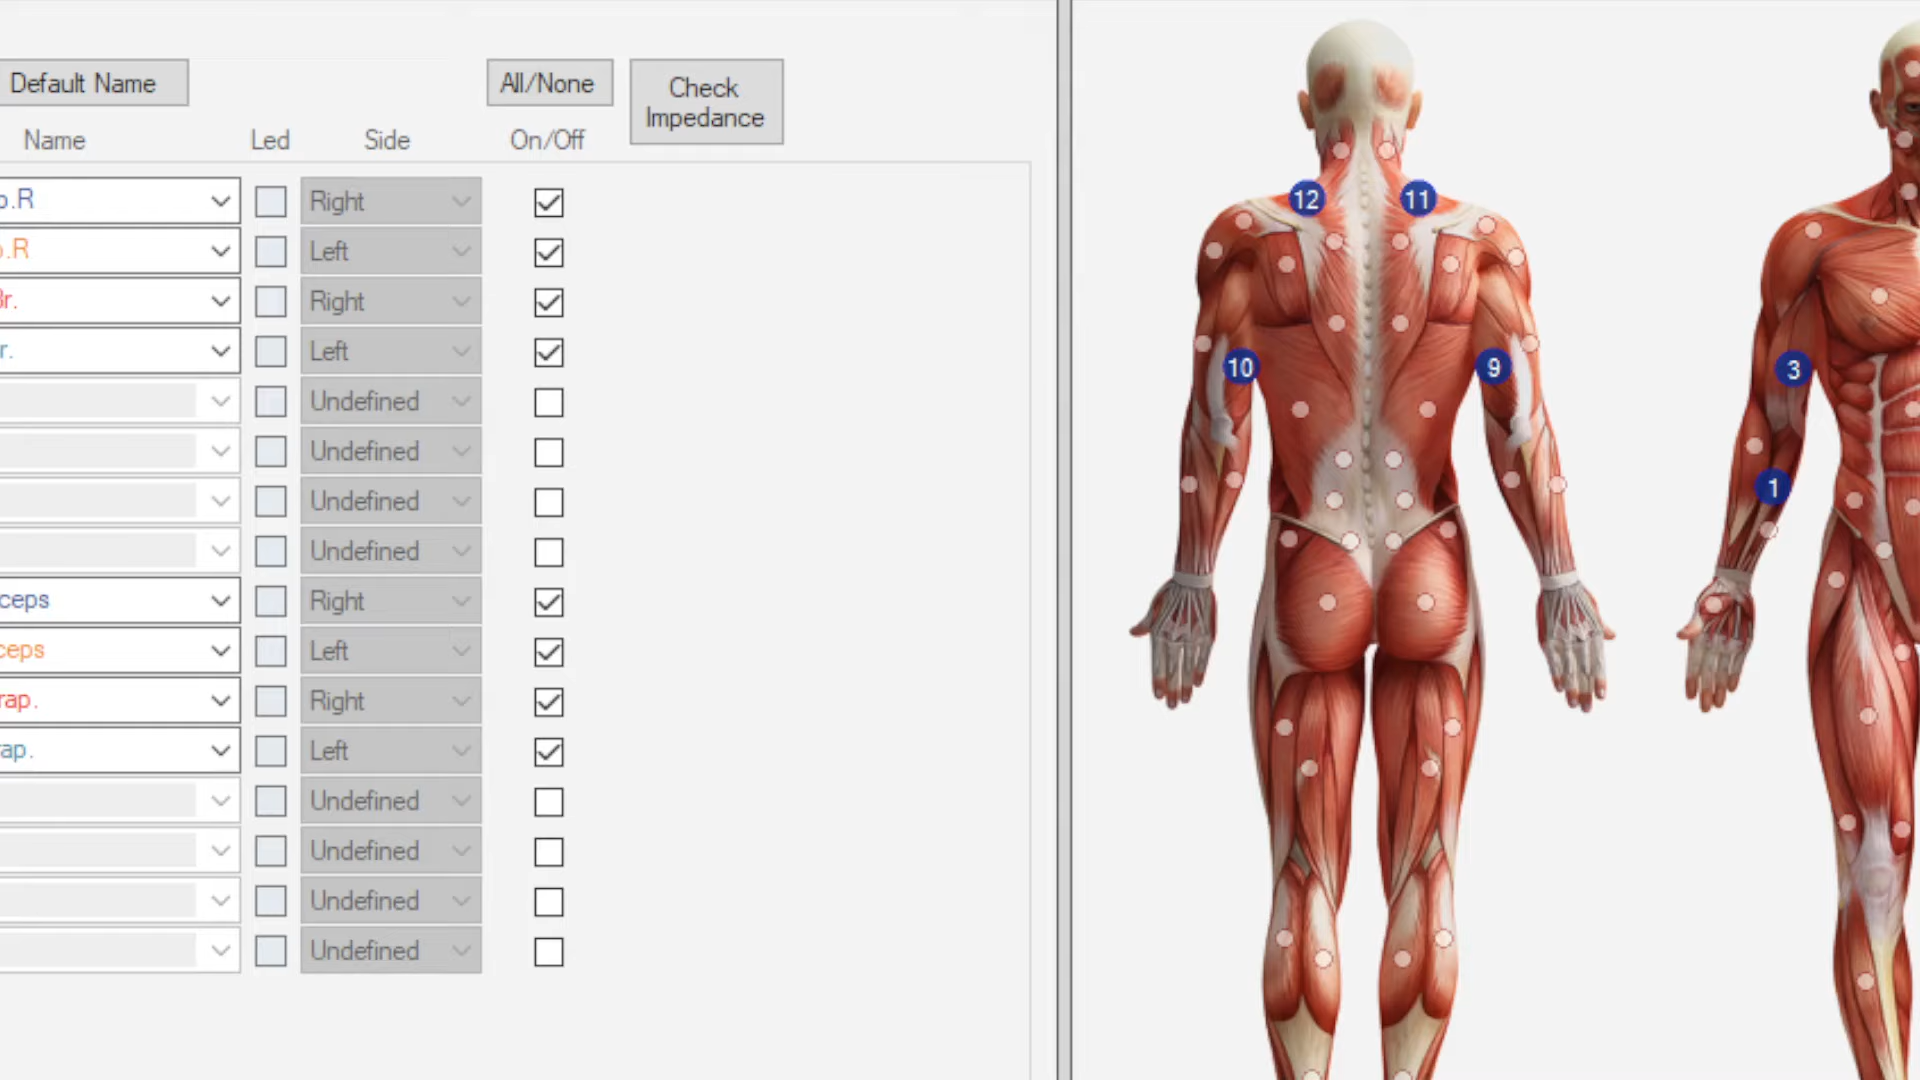 Default Name
All/None
Check
Impedance
Name Led Side On/Off
.R Right
.R Left
r. Right
r. Left
Undefined
Undefined
Undefined
Undefined
ceps Right
ceps Left
rap. Right
ap. Left
Undefined
Undefined
Undefined
Undefined
12 11
10 9
3
1